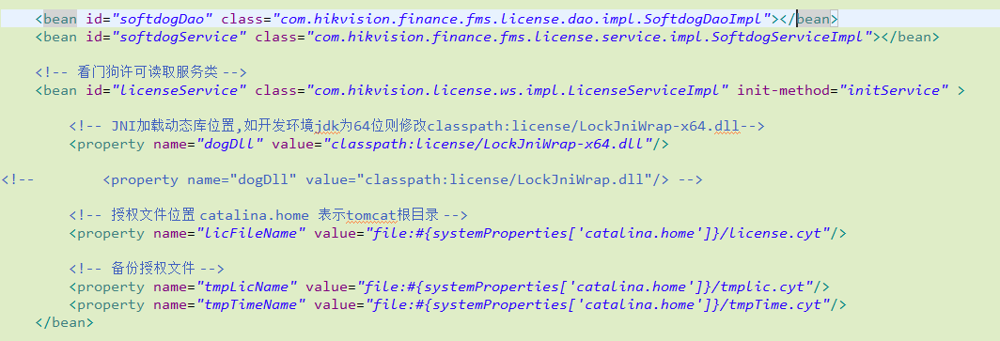 <bean id="softdogDao" class="com.hikvision.finance.fms.license.dao.impl.SoftdogDaoImpl"></bean>
<bean id="softdogService" class="com.hikvision.finance.fms.license.service.impl.SoftdogServiceImpl"></bean>
<!-- 看门狗许可读取服务类 -->
<bean id="licenseService" class="com.hikvision.license.ws.impl.LicenseServiceImpl" init-method="initService" >
<!-- JNI加载动态库位置,如开发环境jdk为64位则修改classpath:license/LockJniWrap-x64.dll-->
<property name="dogDll" value="classpath:license/LockJniWrap-x64.dll"/>
<!-- <property name="dogDll" value="classpath:license/LockJniWrap.dll"/> -->
<!-- 授权文件位置 catalina.home 表示tomcat根目录 -->
<property name="licFileName" value="file:#{systemProperties['catalina.home']}/license.cyt"/>
<!-- 备份授权文件 -->
<property name="tmpLicName" value="file:#{systemProperties['catalina.home']}/tmplic.cyt"/>
<property name="tmpTimeName" value="file:#{systemProperties['catalina.home']}/tmpTime.cyt"/>
</bean>